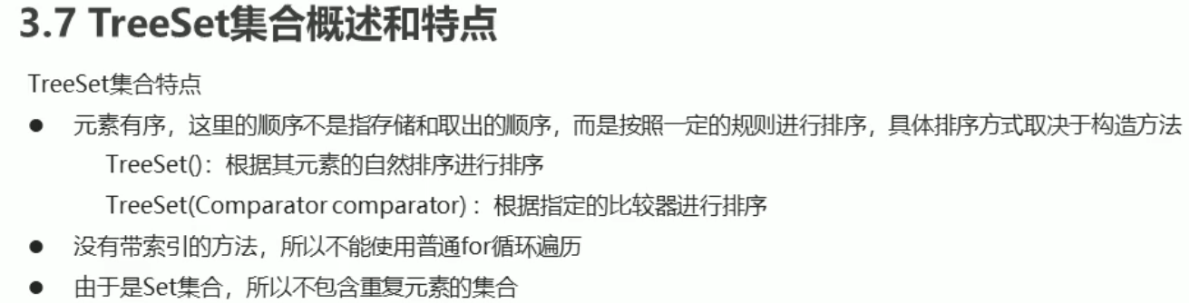 3.7 TreeSet集合概述和特点
TreeSet集合特点
● 元素有序，这里的顺序不是指存储和取出的顺序，而是按照一定的规则进行排序，具体排序方式取决于构造方法
TreeSet()：根据其元素的自然排序进行排序
TreeSet(Comparator comparator)：根据指定的比较器进行排序
● 没有带索引的方法，所以不能使用普通for循环遍历
● 由于是Set集合，所以不包含重复元素的集合